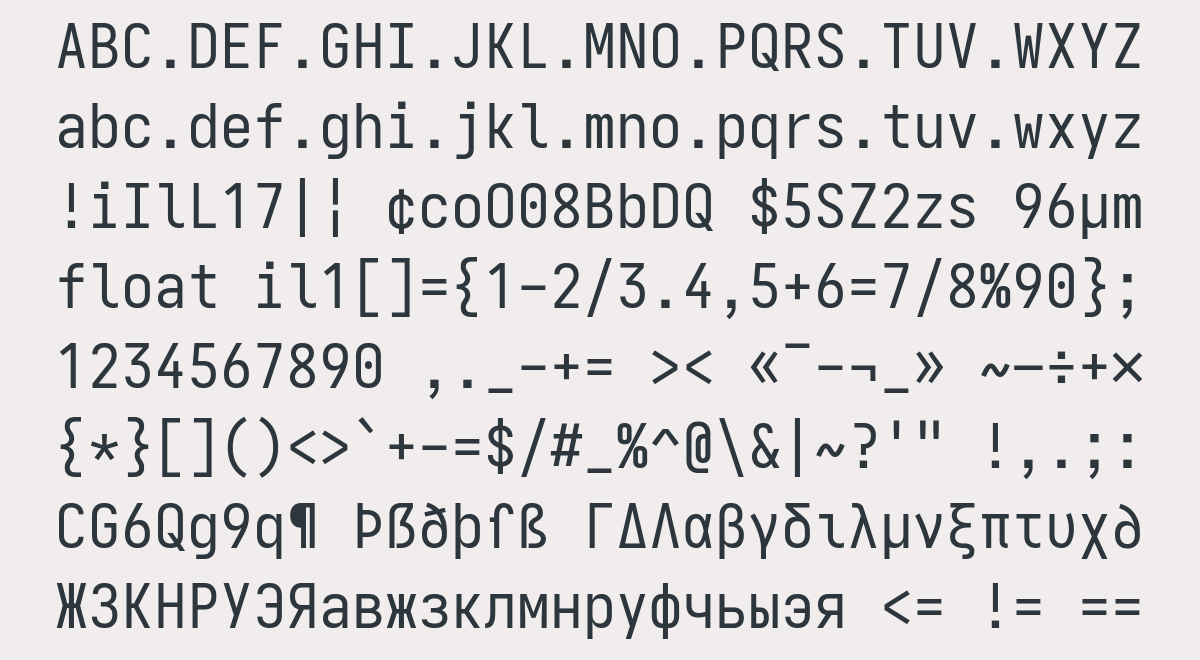 ABC.DEF.GHI.JKL.MNO.PQRS.TUV.WXYZ
abc.def.ghi.jkl.mno.pqrs.tuv.wxyz
!iIlL17|¦ ¢coO08BbDQ $5SZ2zs 96µm
float il1[]={1-2/3.4,5+6=7/8%90};
1234567890 ,._-+= >< «¯-¬_» ~–÷+×
{*}[]()<>`+-=$/#_%^@\&|~?'" !,.;:
CG6Qg9q¶ Þẞðþſß ΓΔΛαβγδιλμνξπτυχ∂
ЖЗКНРУЭЯавжзклмнруфчьыэя <= != ==